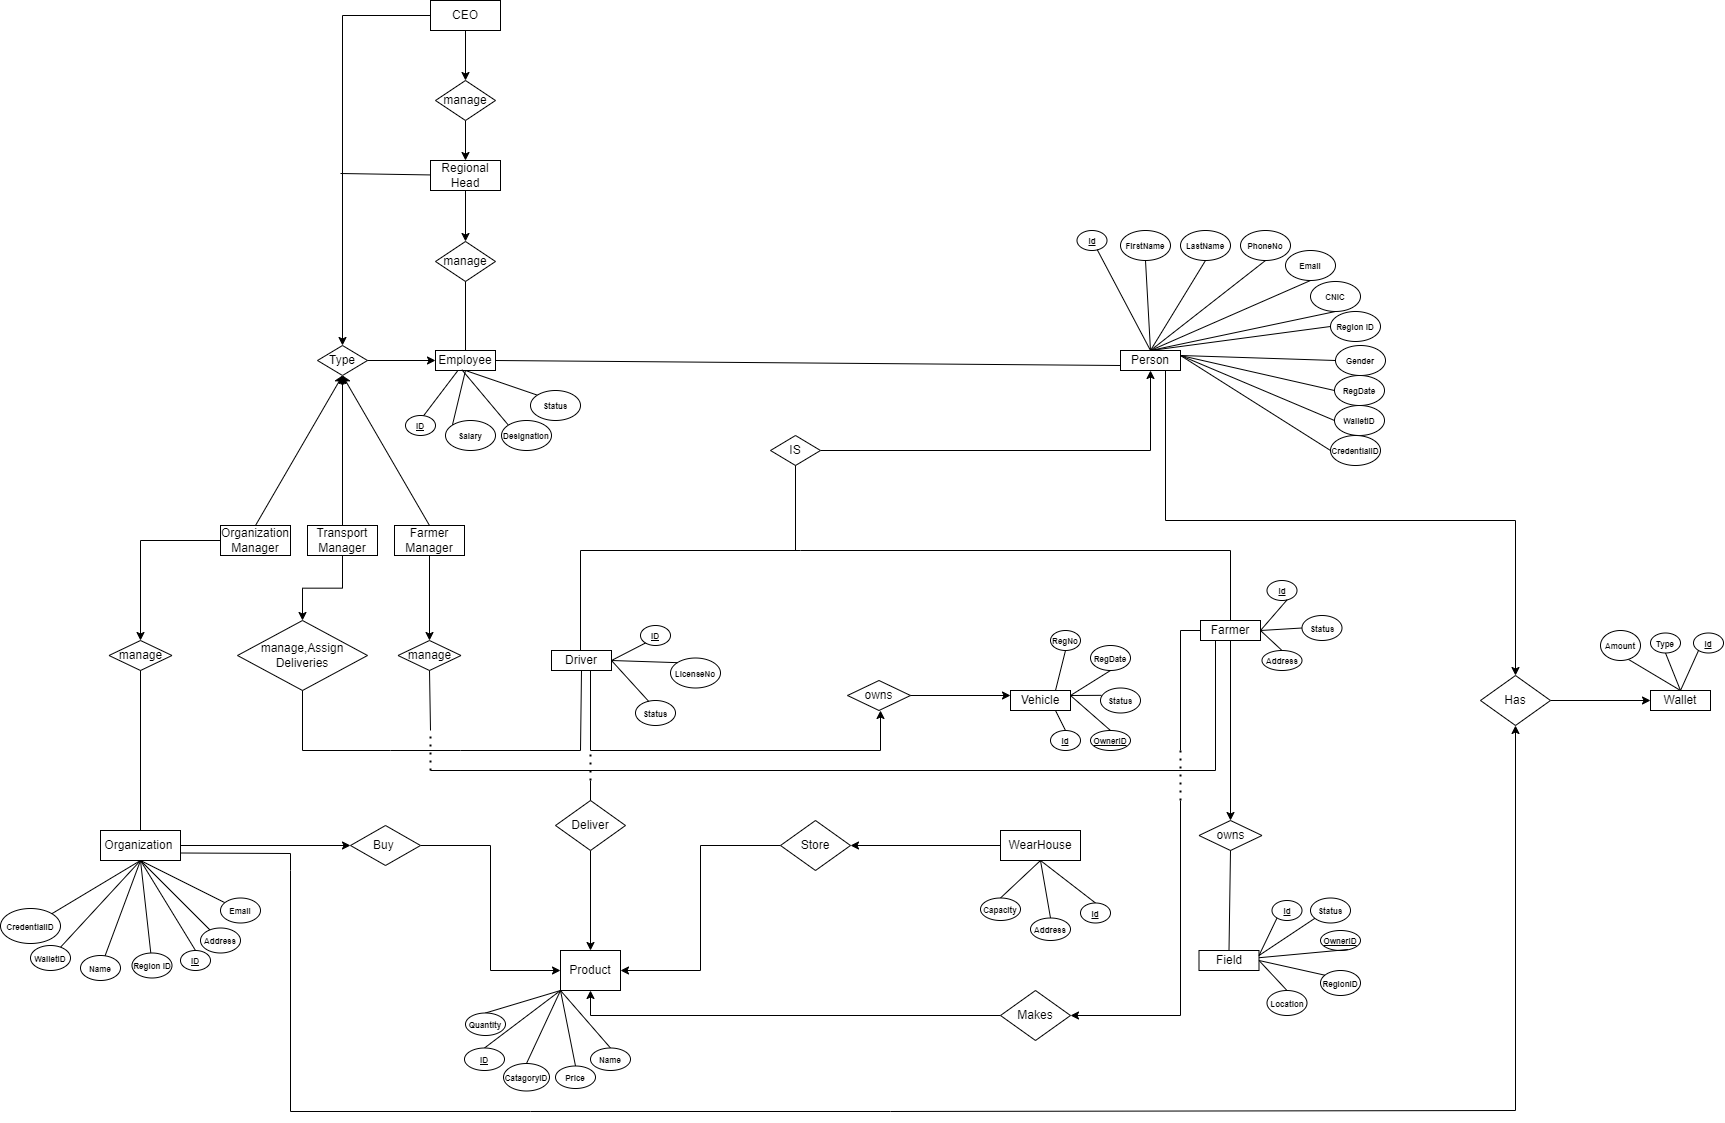 CEO
manage
Regional
Head
manage
Id
FirstName
LastName
PhoneNo
Email
CNIC
Region ID
Type
Employee
Person
Gender
RegDate
WalletID
CredentialID
ID
Salary
Designation
Status
IS
Organization
Manager
Transport
Manager
Farmer
Manager
manage
manage,Assign
Deliveries
manage
Driver
ID
LicenseNo
Status
owns
RegNo
RegDate
Vehicle
Status
Id
OwnerID
Farmer
Id
Status
Address
Has
Amount
Type
Id
Wallet
Organization
Buy
Deliver
Store
WearHouse
owns
CredentialID
WalletID
Name
Region ID
ID
Address
Email
Capacity
Address
Id
Product
Quantity
ID
CatagoryID
Price
Name
Makes
Field
Id
Status
OwnerID
RegionID
Location